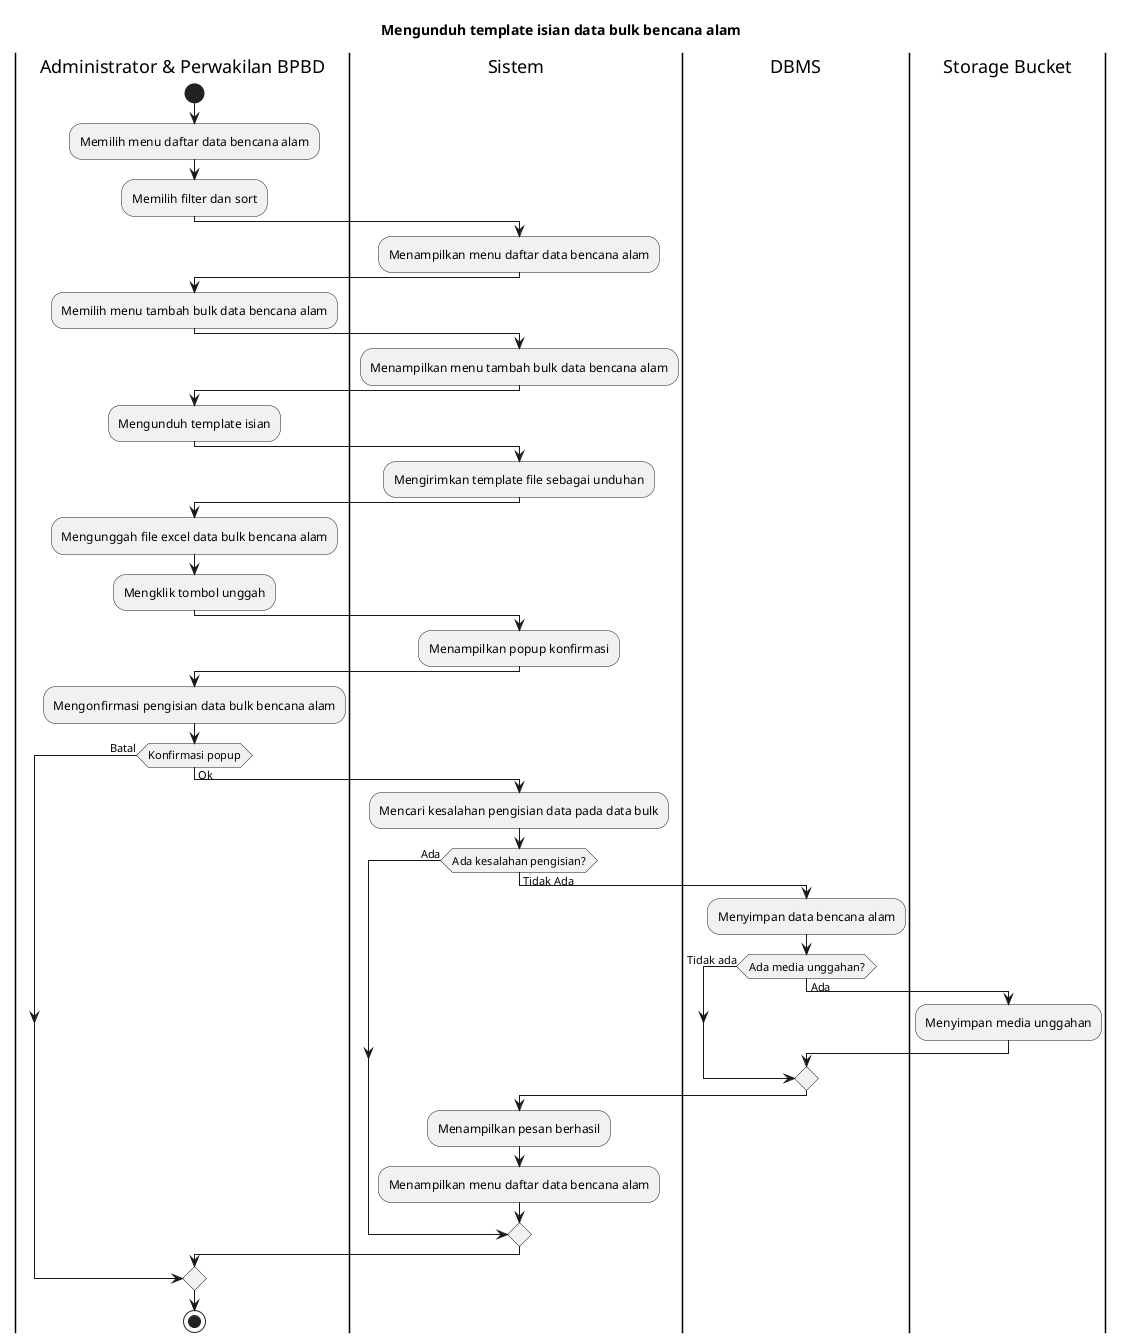 Mengunduh template isian data bulk bencana alam
Administrator & Perwakilan BPBD
Sistem
DBMS
Storage Bucket
Memilih menu daftar data bencana alam
Memilih filter dan sort
Menampilkan menu daftar data bencana alam
Memilih menu tambah bulk data bencana alam
Menampilkan menu tambah bulk data bencana alam
Mengunduh template isian
Mengirimkan template file sebagai unduhan
Mengunggah file excel data bulk bencana alam
Mengklik tombol unggah
Menampilkan popup konfirmasi
Mengonfirmasi pengisian data bulk bencana alam
Batal
Konfirmasi popup
Ok
Mencari kesalahan pengisian data pada data bulk
Ada
Ada kesalahan pengisian?
Tidak Ada
Menyimpan data bencana alam
Tidak ada
Ada media unggahan?
Ada
Menyimpan media unggahan
Menampilkan pesan berhasil
Menampilkan menu daftar data bencana alam